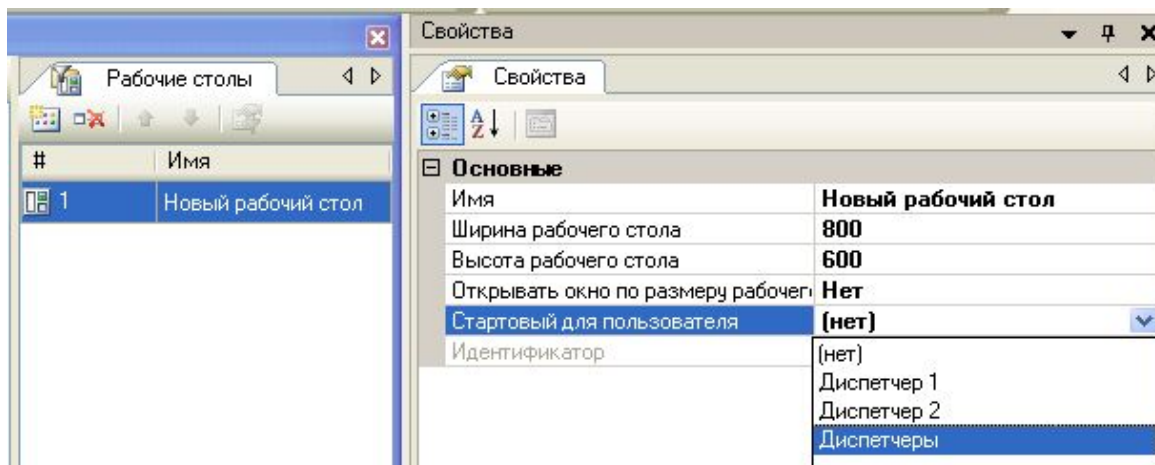 Рабочие столы
# Имя
1 Новый рабочий стол
Свойства
Свойства
Основные
Имя Новый рабочий стол
Ширина рабочего стола 800
Высота рабочего стола 600
Открывать окно по размеру рабочег Нет
Стартовый для пользователя (нет)
Идентификатор
(нет)
Диспетчер 1
Диспетчер 2
Диспетчеры